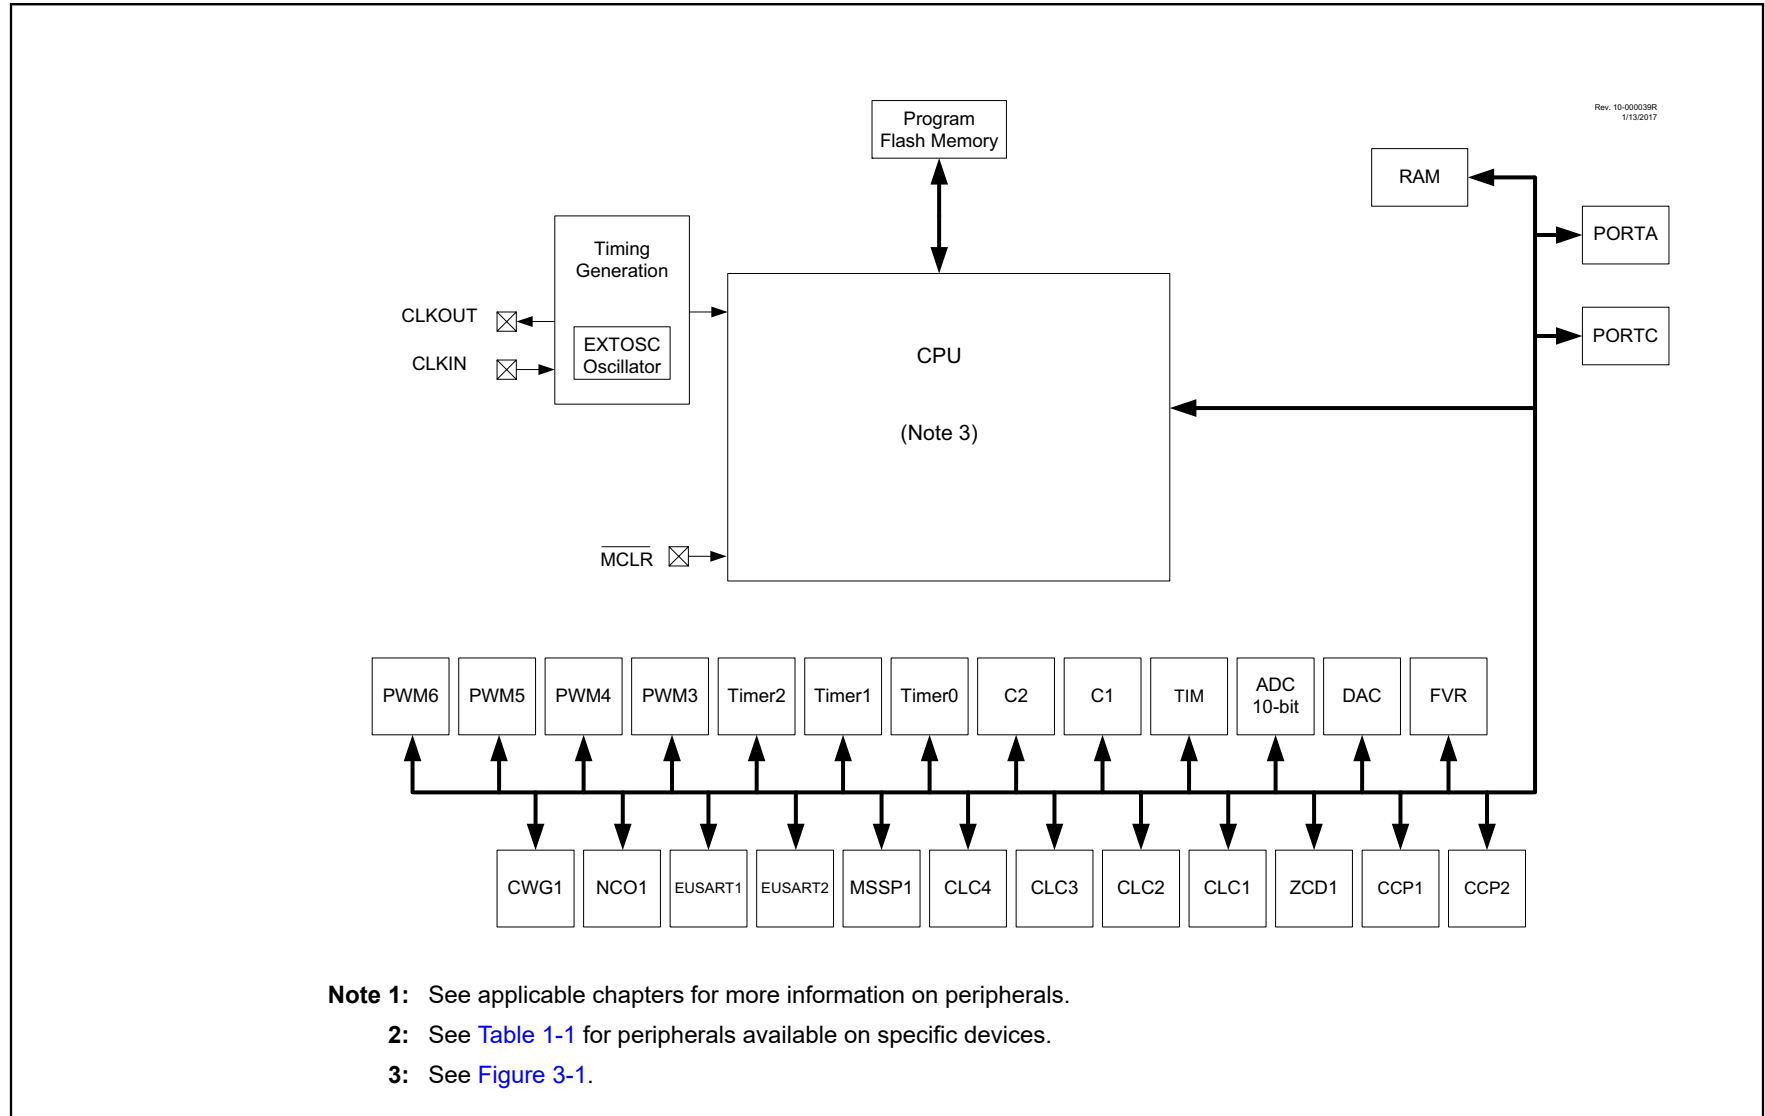 Rev. 10-000039R
1/13/2017
Program
Flash Memory
RAM
PORTA
Timing
Generation
CLKOUT
EXTOSC
Oscillator
CLKIN
PORTC
CPU
(Note 3)
MCLR
PWM6 PWM5 PWM4 PWM3 Timer2 Timer1 Timer0 C2 C1 TIM ADC 10-bit DAC FVR
CWG1 NCO1 EUSART1 EUSART2 MSSP1 CLC4 CLC3 CLC2 CLC1 ZCD1 CCP1 CCP2
Note 1: See applicable chapters for more information on peripherals.
2: See Table 1-1 for peripherals available on specific devices.
3: See Figure 3-1.